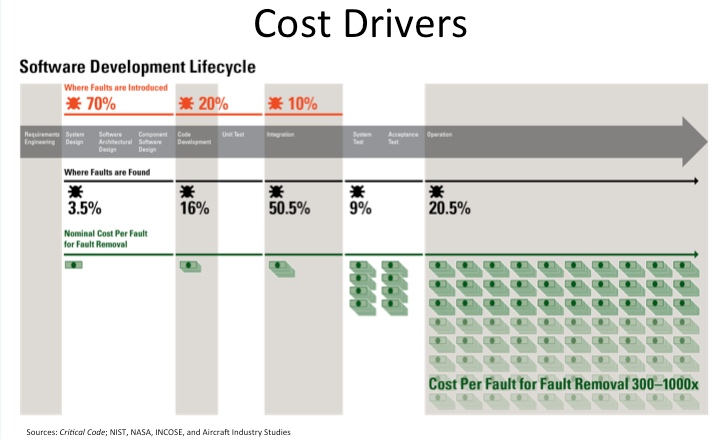 Cost Drivers
Software Development Lifecycle
Where Faults are Introduced
70% 20% 10%
Requirements Engineering
System Design
Software Architectural Design
Component Software Design
Code Development
Unit Test
Integration
System Test
Acceptance Test
Operation
Where Faults are Found
3.5% 16% 50.5% 9% 20.5%
Nominal Cost Per Fault
for Fault Removal
Cost Per Fault for Fault Removal 300–1000x
Sources: Critical Code; NIST, NASA, INCOSE, and Aircraft Industry Studies